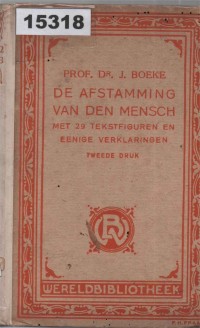 15318
PROF. DR. J. BOEKE
DE AFSTAMMING
VAN DEN MENSCH
MET 29 TEKSTFIGUREN EN
EENIGE VERKLARINGEN
TWEEDE DRUK
WERELDBIBLIOTHEEK